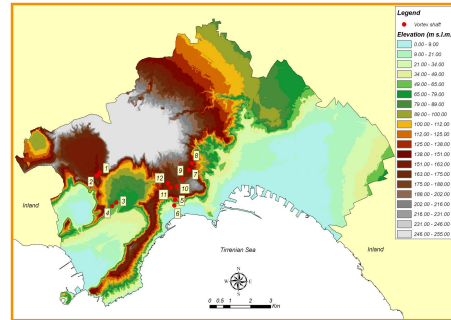 Legend
Vortex shaft
Elevation (m s.l.m.)
0.00 - 9.00
9.00 - 21.00
21.00 - 34.00
34.00 - 49.00
49.00 - 65.00
65.00 - 79.00
79.00 - 89.00
89.00 - 100.00
100.00 - 112.00
112.00 - 125.00
125.00 - 138.00
138.00 - 151.00
151.00 - 163.00
163.00 - 175.00
175.00 - 188.00
188.00 - 202.00
202.00 - 216.00
216.00 - 231.00
231.00 - 246.00
246.00 - 255.00
8
1
9
7
2
12
10
11
5
3
4
6
Inland
Tirrenian Sea
Inland
N
W
E
S
0 0.5 1 2 3
Km